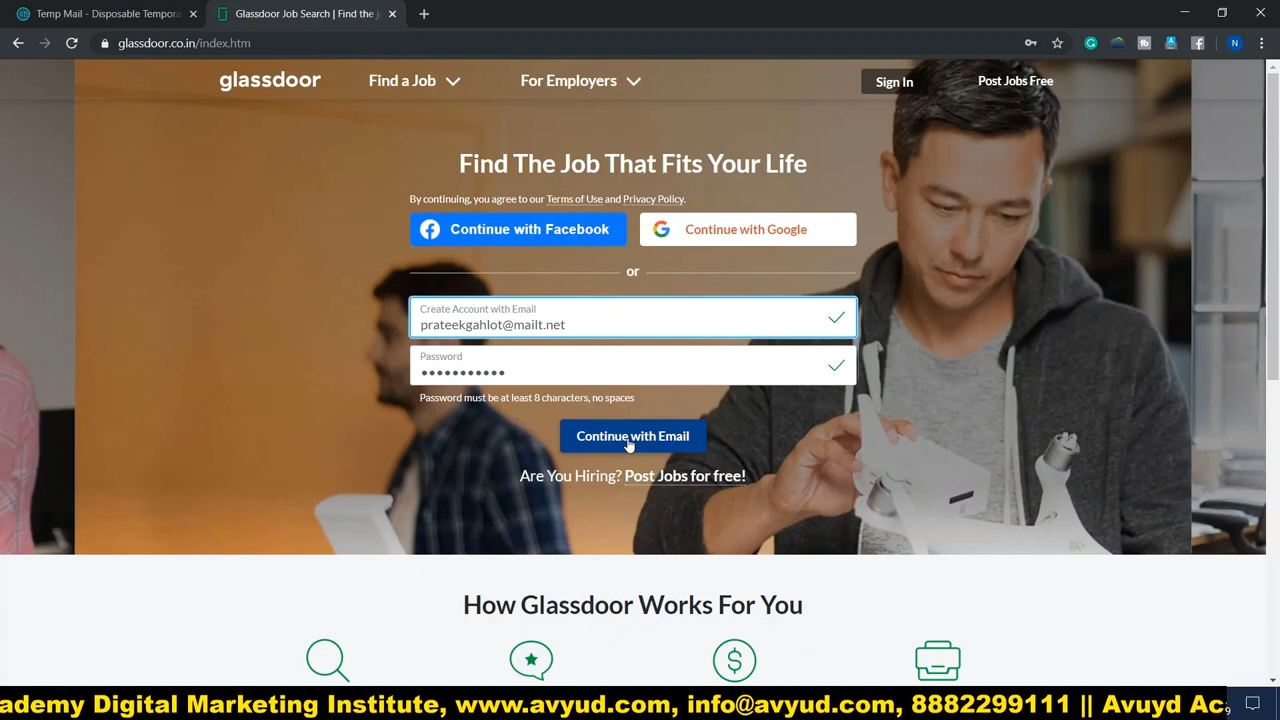 Temp Mail - Disposable Tempora
Glassdoor Job Search | Find the j
glassdoor.co.in/index.htm
N
glassdoor
Find a Job
For Employers
Sign In
Post Jobs Free
Find The Job That Fits Your Life
By continuing, you agree to our Terms of Use and Privacy Policy.
Continue with Facebook
Continue with Google
or
Create Account with Email
prateekgahlot@mailt.net
Password
•••••••••••
Password must be at least 8 characters, no spaces
Continue with Email
Are You Hiring? Post Jobs for free!
How Glassdoor Works For You
ademy Digital Marketing Institute, www.avyud.com, info@avyud.com, 8882299111 || Avuyd Ac